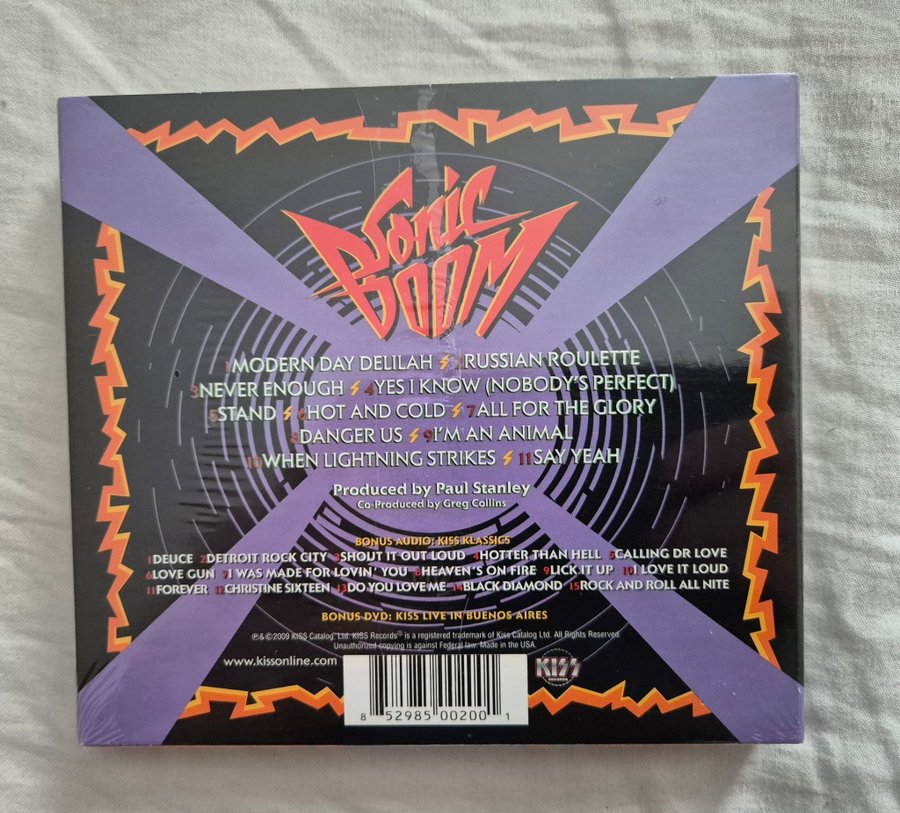 Sonic
BOOM
1 MODERN DAY DELILAH 2 RUSSIAN ROULETTE
3 NEVER ENOUGH 4 YES I KNOW (NOBODY'S PERFECT)
5 STAND 6 HOT AND COLD 7 ALL FOR THE GLORY
8 DANGER US 9 I'M AN ANIMAL
10 WHEN LIGHTNING STRIKES 11 SAY YEAH
Produced by Paul Stanley
Co-Produced by Greg Collins
BONUS AUDIO: KISS KLASSICS
1 DEUCE 2 DETROIT ROCK CITY 3 SHOUT IT OUT LOUD 4 HOTTER THAN HELL 5 CALLING DR LOVE
6 LOVE GUN 7 I WAS MADE FOR LOVIN' YOU 8 HEAVEN'S ON FIRE 9 LICK IT UP 10 I LOVE IT LOUD
11 FOREVER 12 CHRISTINE SIXTEEN 13 DO YOU LOVE ME 14 BLACK DIAMOND 15 ROCK AND ROLL ALL NITE
BONUS DVD: KISS LIVE IN BUENOS AIRES
℗&©2009 KISS Catalog, Ltd. KISS Records® is a registered trademark of Kiss Catalog Ltd. All Rights Reserved.
Unauthorized copying is against Federal law. Made in the USA.
www.kissonline.com
KISS
RECORDS
8 52985 00200 1